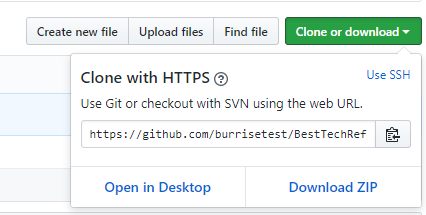 Create new file Upload files Find file Clone or download
Clone with HTTPS ? Use SSH
Use Git or checkout with SVN using the web URL.
https://github.com/burrisetest/BestTechRef
Open in Desktop Download ZIP